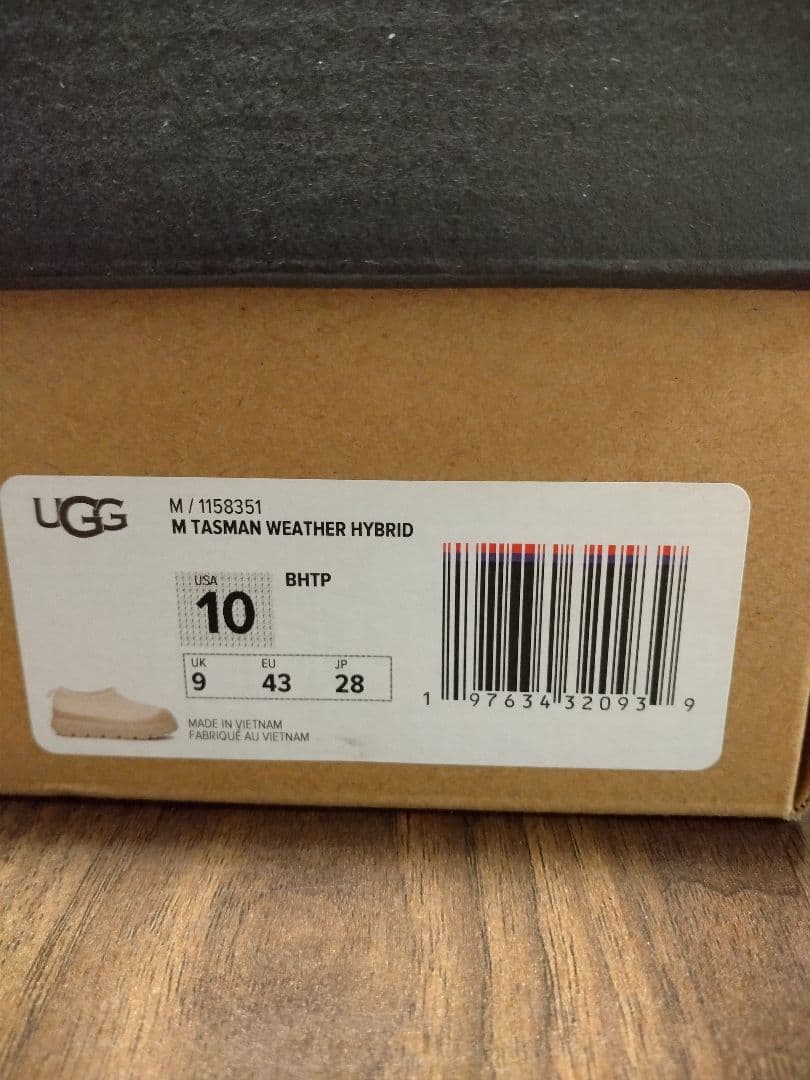 UGG
M / 1158351
M TASMAN WEATHER HYBRID
USA
10
BHTP
UK EU JP
9 43 28
MADE IN VIETNAM
FABRIQUÉ AU VIETNAM
1 97634 32093 9